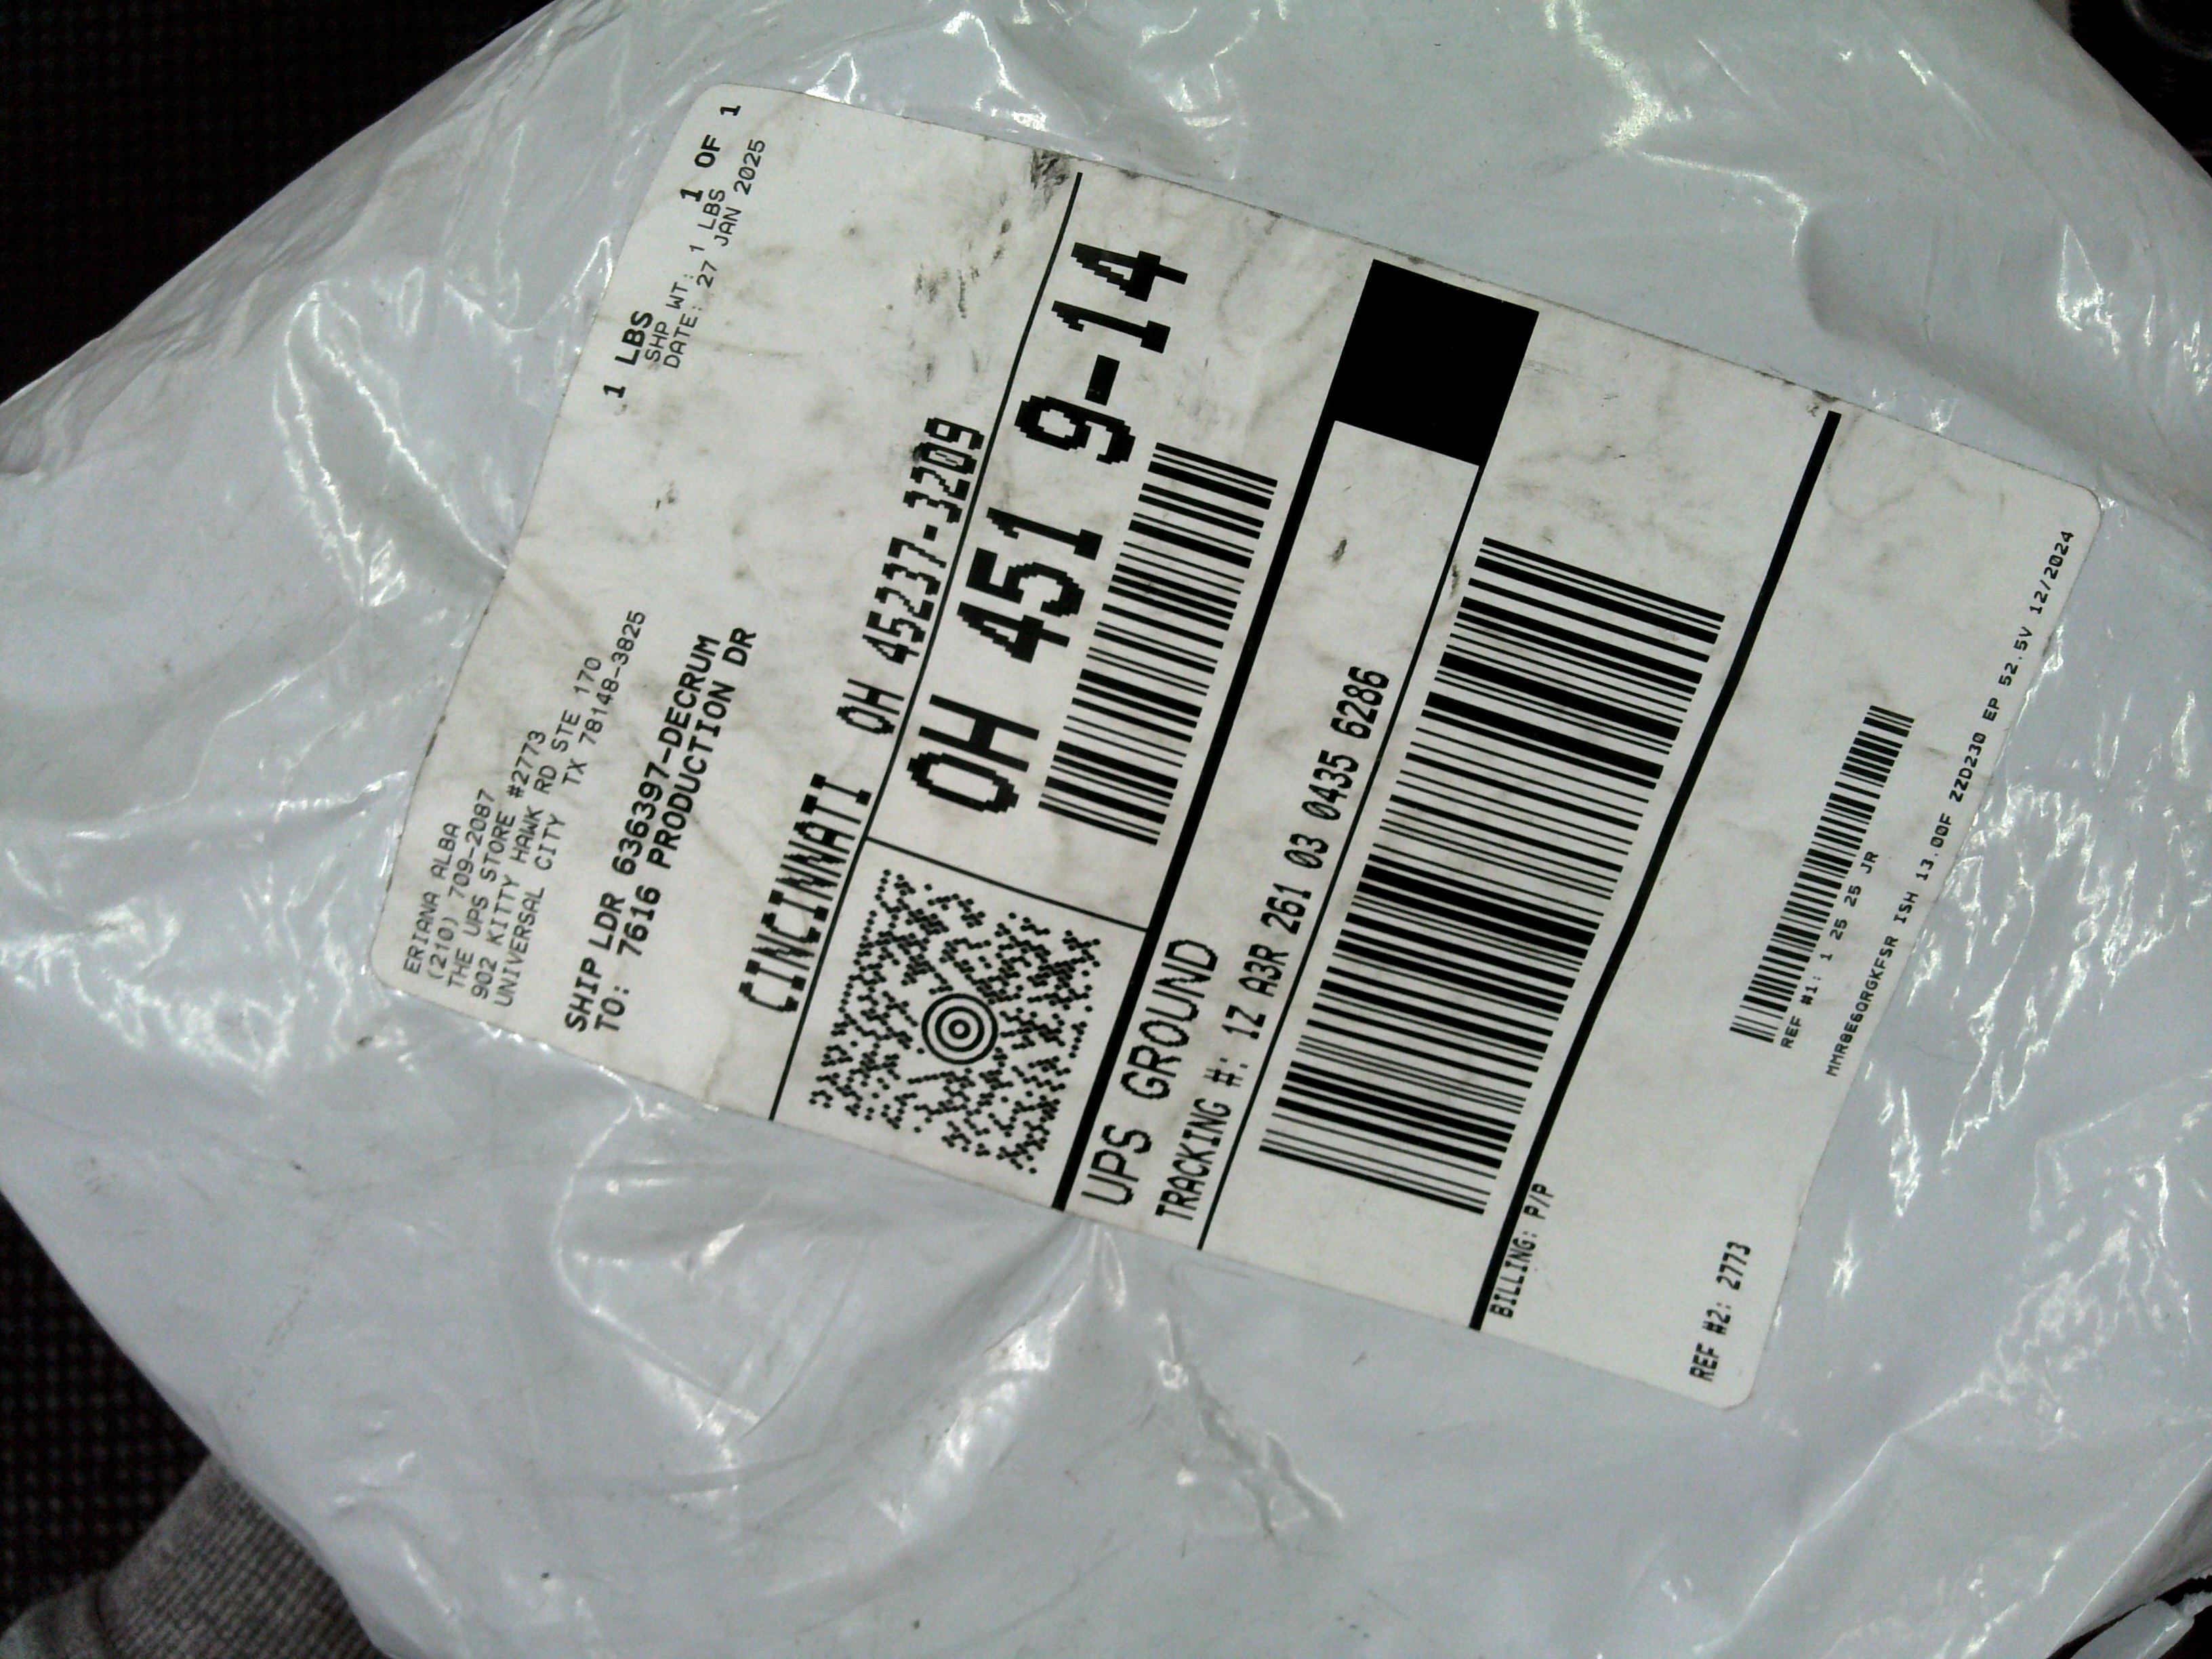 ERIANA ALBA
(210) 709-2087
THE UPS STORE #2773
902 KITTY HAWK RD STE 170
UNIVERSAL CITY TX 78148-3825
1 LBS
1 OF 1
SHP WT: 1 LBS
DATE: 27 JAN 2025
SHIP LDR 636397-DECRUM
TO: 7616 PRODUCTION DR
CINCINNATI OH 45237-3209
OH 451 9-14
UPS GROUND
TRACKING #: 1Z A3R 261 03 0435 6286
BILLING: P/P
REF #1: 1 25 25 JR
REF #2: 2773
MMR8E6QRGKFSR ISH 13.00F ZZD230 EP 52.5V 12/2024